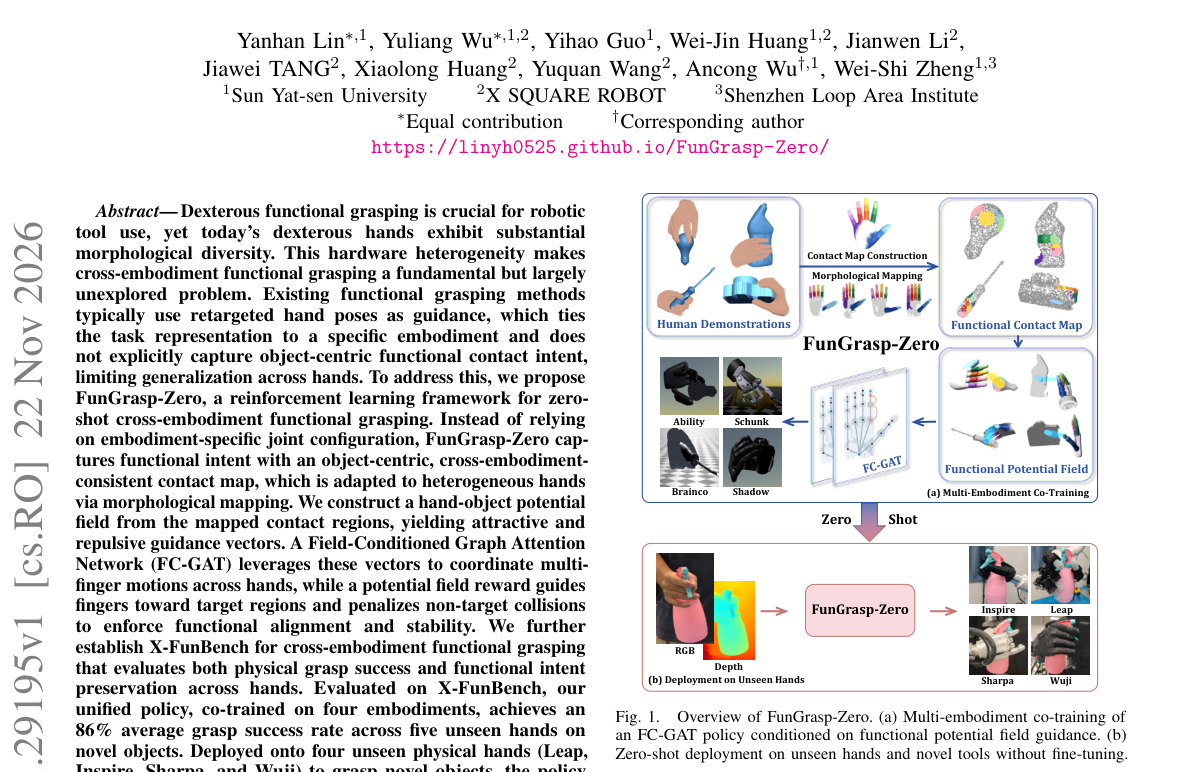 Yanhan Lin∗,1, Yuliang Wu∗,1,2, Yihao Guo1, Wei-Jin Huang1,2, Jianwen Li2,
Jiawei TANG2, Xiaolong Huang2, Yuquan Wang2, Ancong Wu†,1, Wei-Shi Zheng1,3
1Sun Yat-sen University 2X SQUARE ROBOT 3Shenzhen Loop Area Institute
∗Equal contribution †Corresponding author
https://linyh0525.github.io/FunGrasp-Zero/
.29195v1 [cs.RO] 22 Nov 2026
Abstract— Dexterous functional grasping is crucial for robotic
tool use, yet today's dexterous hands exhibit substantial
morphological diversity. This hardware heterogeneity makes
cross-embodiment functional grasping a fundamental but largely
unexplored problem. Existing functional grasping methods
typically use retargeted hand poses as guidance, which ties
the task representation to a specific embodiment and does
not explicitly capture object-centric functional contact intent,
limiting generalization across hands. To address this, we propose
FunGrasp-Zero, a reinforcement learning framework for zero-
shot cross-embodiment functional grasping. Instead of relying
on embodiment-specific joint configuration, FunGrasp-Zero cap-
tures functional intent with an object-centric, cross-embodiment-
consistent contact map, which is adapted to heterogeneous hands
via morphological mapping. We construct a hand-object potential
field from the mapped contact regions, yielding attractive and
repulsive guidance vectors. A Field-Conditioned Graph Attention
Network (FC-GAT) leverages these vectors to coordinate multi-
finger motions across hands, while a potential field reward guides
fingers toward target regions and penalizes non-target collisions
to enforce functional alignment and stability. We further
establish X-FunBench for cross-embodiment functional grasping
that evaluates both physical grasp success and functional intent
preservation across hands. Evaluated on X-FunBench, our
unified policy, co-trained on four embodiments, achieves an
86% average grasp success rate across five unseen hands on
novel objects. Deployed onto four unseen physical hands (Leap,
Inspire, Sharpa, and Wuji) to grasp novel objects, the policy
Contact Map Construction
Morphological Mapping
Human Demonstrations
Functional Contact Map
FunGrasp-Zero
Ability
Schunk
Brainco
Shadow
FC-GAT
Functional Potential Field
(a) Multi-Embodiment Co-Training
Zero Shot
RGB
Depth
FunGrasp-Zero
Inspire
Leap
Sharpa
Wuji
(b) Deployment on Unseen Hands
Fig. 1. Overview of FunGrasp-Zero. (a) Multi-embodiment co-training of
an FC-GAT policy conditioned on functional potential field guidance. (b)
Zero-shot deployment on unseen hands and novel tools without fine-tuning.